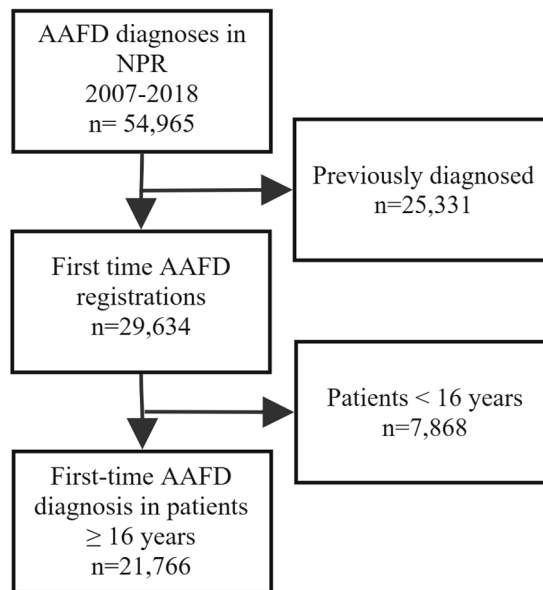 AAFD diagnoses in
NPR
2007-2018
n= 54,965
Previously diagnosed
n=25,331
First time AAFD
registrations
n=29,634
Patients < 16 years
n=7,868
First-time AAFD
diagnosis in patients
≥ 16 years
n=21,766